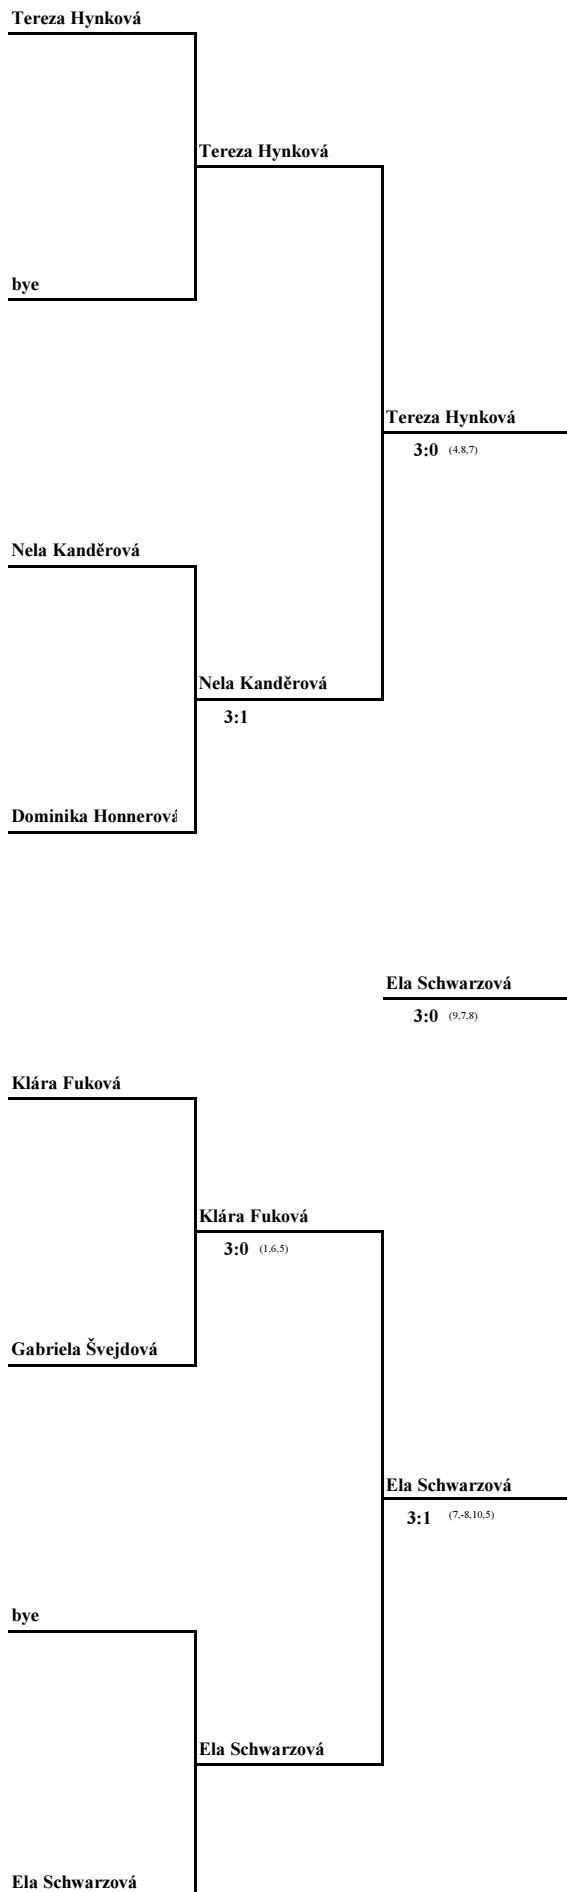 Tereza Hynková
Tereza Hynková
bye
Tereza Hynková
3:0 (4,8,7)
Nela Kanděrová
Nela Kanděrová
3:1
Dominika Honnerová
Ela Schwarzová
3:0 (9,7,8)
Klára Fuková
Klára Fuková
3:0 (1,6,5)
Gabriela Švejdová
Ela Schwarzová
3:1 (7,-8,10,5)
bye
Ela Schwarzová
Ela Schwarzová